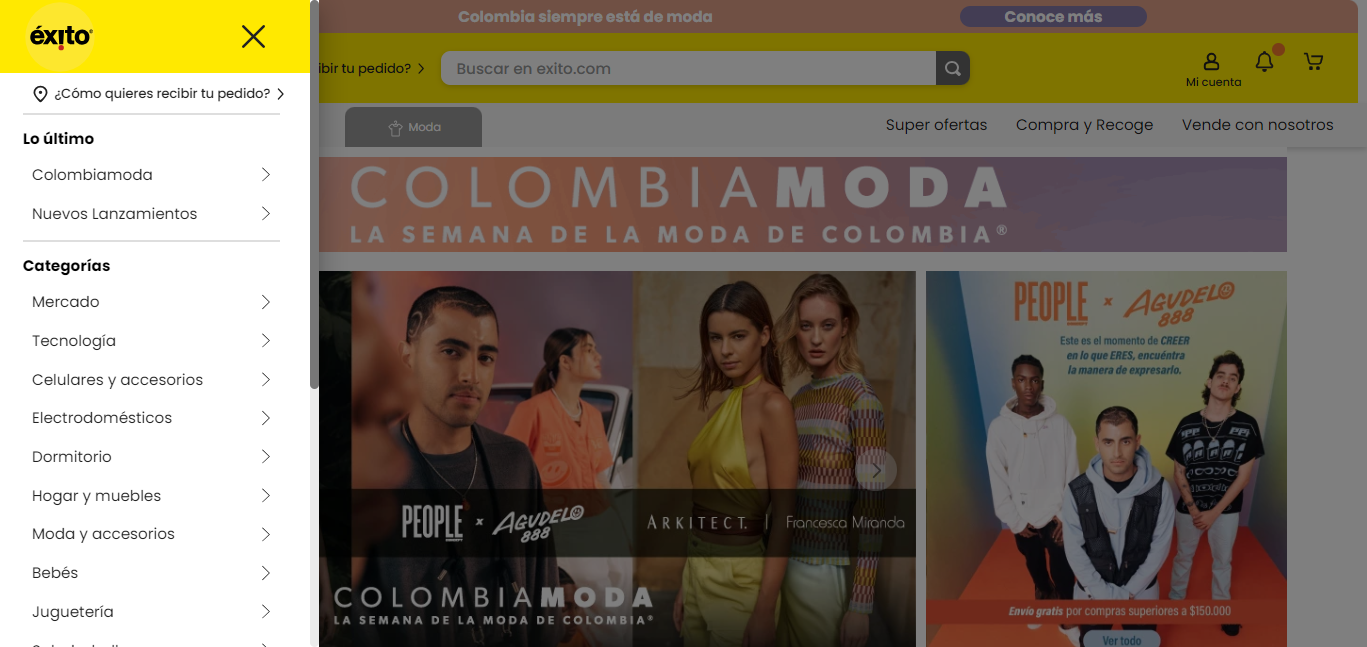 éxito
¿Cómo quieres recibir tu pedido?
Lo último
Colombiamoda
Nuevos Lanzamientos
Categorías
Mercado
Tecnología
Celulares y accesorios
Electrodomésticos
Dormitorio
Hogar y muebles
Moda y accesorios
Bebés
Juguetería
Colombia siempre está de moda
Conoce más
ibir tu pedido?
Buscar en exito.com
Mi cuenta
Moda
Super ofertas
Compra y Recoge
Vende con nosotros
COLOMBIAMODA
LA SEMANA DE LA MODA DE COLOMBIA®
PEOPLE x AGUDELO 888
ARKITECT. | Francesca Miranda
COLOMBIAMODA
LA SEMANA DE LA MODA DE COLOMBIA®
PEOPLE x AGUDELO
888
Este es el momento de CREER
en lo que ERES, encuéntra
la manera de expresarlo.
Envío gratis por compras superiores a $150.000
Ver todo